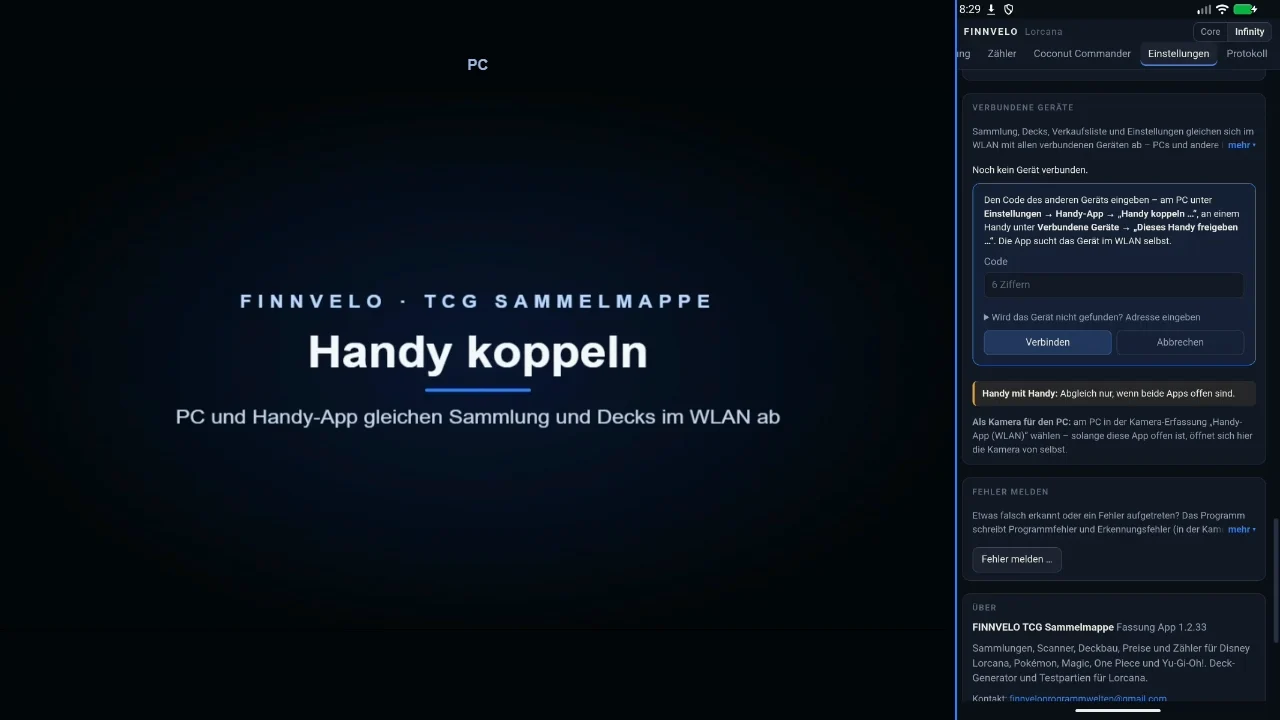 PC
FINNVELO · TCG SAMMELMAPPE
Handy koppeln
PC und Handy-App gleichen Sammlung und Decks im WLAN ab
8:29
FINNVELO Lorcana
Core Infinity
ng Zähler Coconut Commander Einstellungen Protokoll
VERBUNDENE GERÄTE
Sammlung, Decks, Verkaufsliste und Einstellungen gleichen sich im
WLAN mit allen verbundenen Geräten ab – PCs und andere mehr
Noch kein Gerät verbunden.
Den Code des anderen Geräts eingeben – am PC unter
Einstellungen → Handy-App → „Handy koppeln …“, an einem
Handy unter Verbundene Geräte → „Dieses Handy freigeben
…“. Die App sucht das Gerät im WLAN selbst.
Code
6 Ziffern
▶ Wird das Gerät nicht gefunden? Adresse eingeben
Verbinden Abbrechen
Handy mit Handy: Abgleich nur, wenn beide Apps offen sind.
Als Kamera für den PC: am PC in der Kamera-Erfassung „Handy-
App (WLAN)“ wählen – solange diese App offen ist, öffnet sich hier
die Kamera von selbst.
FEHLER MELDEN
Etwas falsch erkannt oder ein Fehler aufgetreten? Das Programm
schreibt Programmfehler und Erkennungsfehler (in der Kam mehr
Fehler melden …
ÜBER
FINNVELO TCG Sammelmappe Fassung App 1.2.33
Sammlungen, Scanner, Deckbau, Preise und Zähler für Disney
Lorcana, Pokémon, Magic, One Piece und Yu-Gi-Oh!. Deck-
Generator und Testpartien für Lorcana.
Kontakt: finnveloprogrammwelten@gmail.com